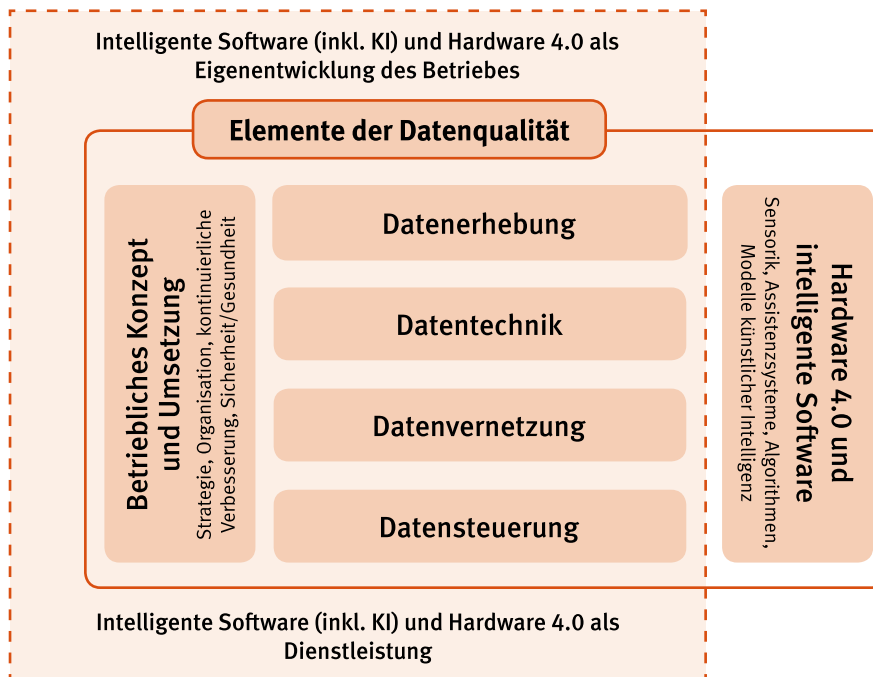 Intelligente Software (inkl. KI) und Hardware 4.0 als
Eigenentwicklung des Betriebes
Elemente der Datenqualität
Betriebliches Konzept
und Umsetzung
Strategie, Organisation, kontinuierliche
Verbesserung, Sicherheit/Gesundheit
Datenerhebung
Datentechnik
Datenvernetzung
Datensteuerung
Hardware 4.0 und
intelligente Software
Sensorik, Assistenzsysteme, Algorithmen,
Modelle künstlicher Intelligenz
Intelligente Software (inkl. KI) und Hardware 4.0 als
Dienstleistung